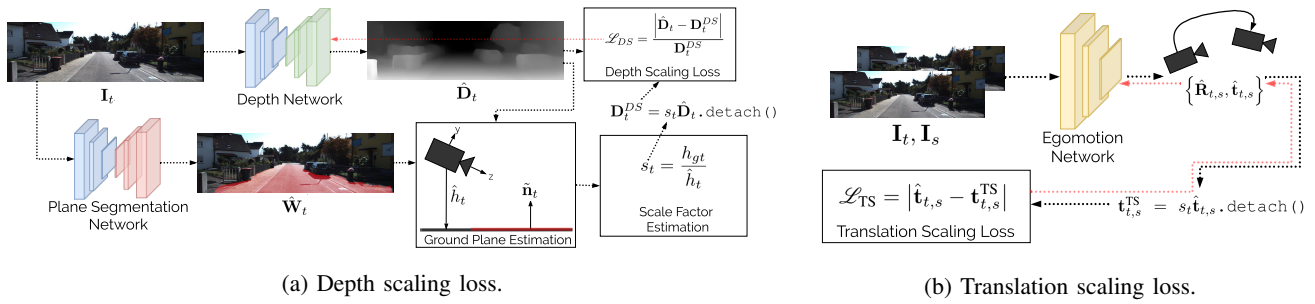 I_t
Depth Network
D̂_t
ℒ_DS = |D̂_t − D_t^DS| / D_t^DS
Depth Scaling Loss
D_t^DS = s_t D̂_t.detach()
Plane Segmentation
Network
Ŵ_t
y
z
ĥ_t
ñ_t
Ground Plane Estimation
s_t = h_gt / ĥ_t
Scale Factor
Estimation
(a) Depth scaling loss.
I_t, I_s
Egomotion
Network
{R̂_t,s, t̂_t,s}
ℒ_TS = |t̂_t,s − t_t,s^TS|
Translation Scaling Loss
t_t,s^TS = s_t t̂_t,s.detach()
(b) Translation scaling loss.